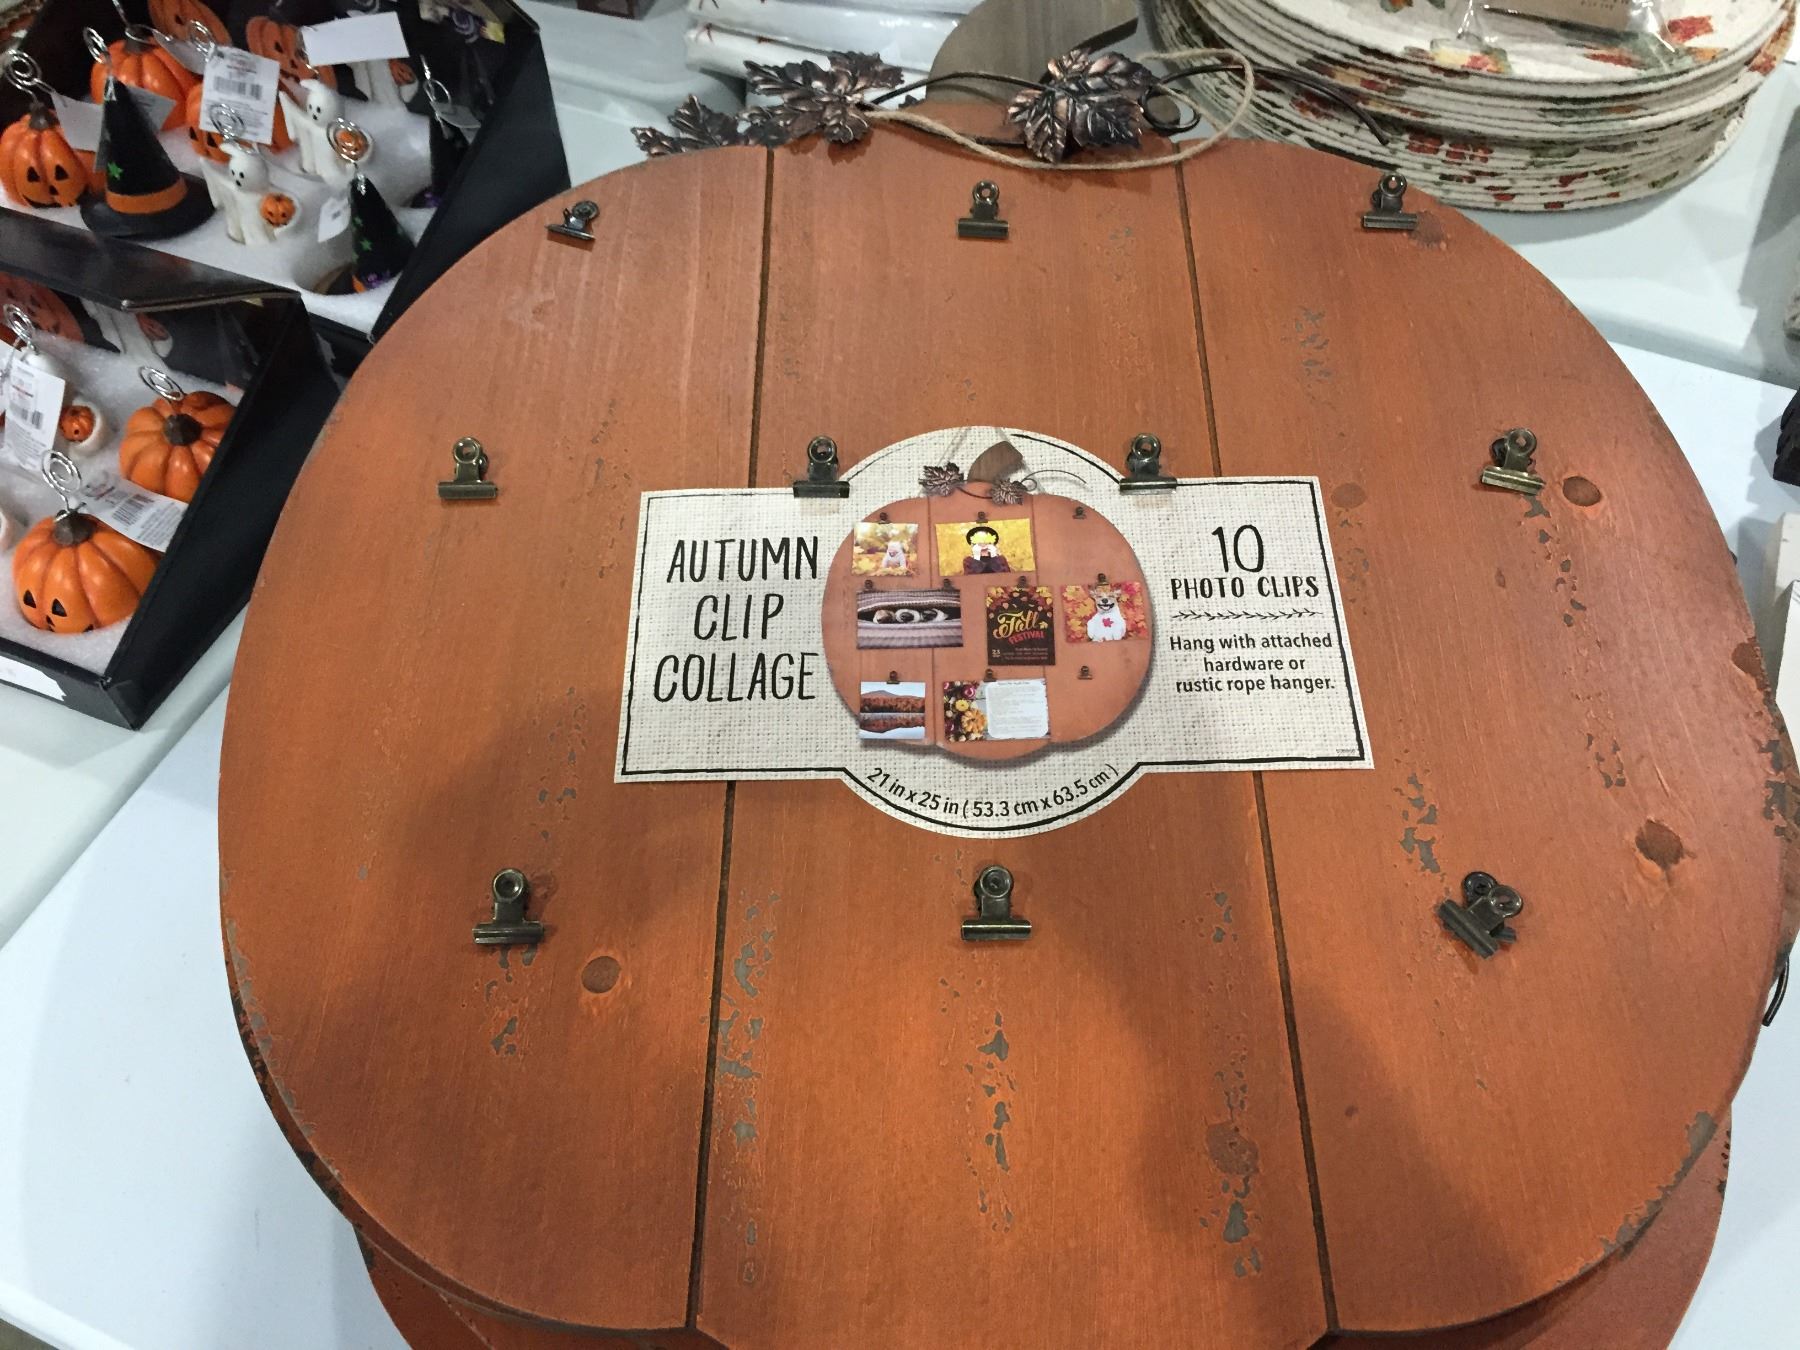 AUTUMN
CLIP
COLLAGE
Fall
FESTIVAL
10
PHOTO CLIPS
Hang with attached
hardware or
rustic rope hanger.
21 in x 25 in ( 53.3 cm x 63.5 cm )